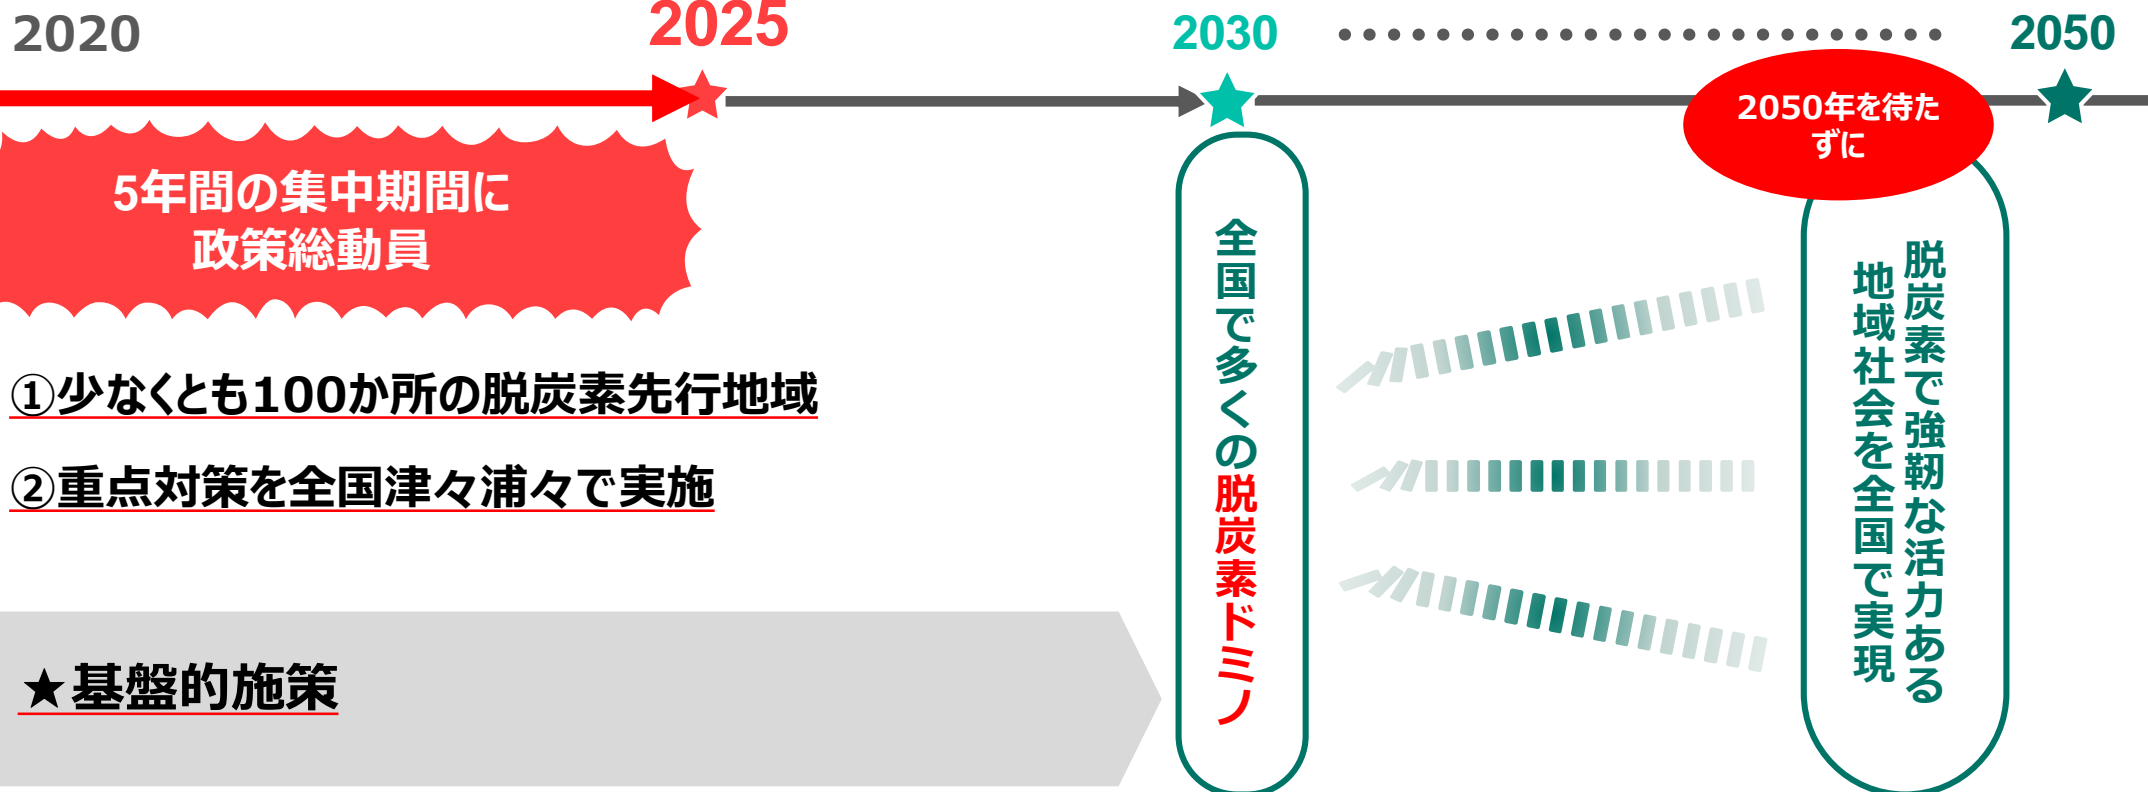 2020
2025
2030
2050
2050年を待た
ずに
5年間の集中期間に
政策総動員
①少なくとも100か所の脱炭素先行地域
②重点対策を全国津々浦々で実施
★基盤的施策
全国で多くの脱炭素ドミノ
脱炭素で強靭な活力ある
地域社会を全国で実現